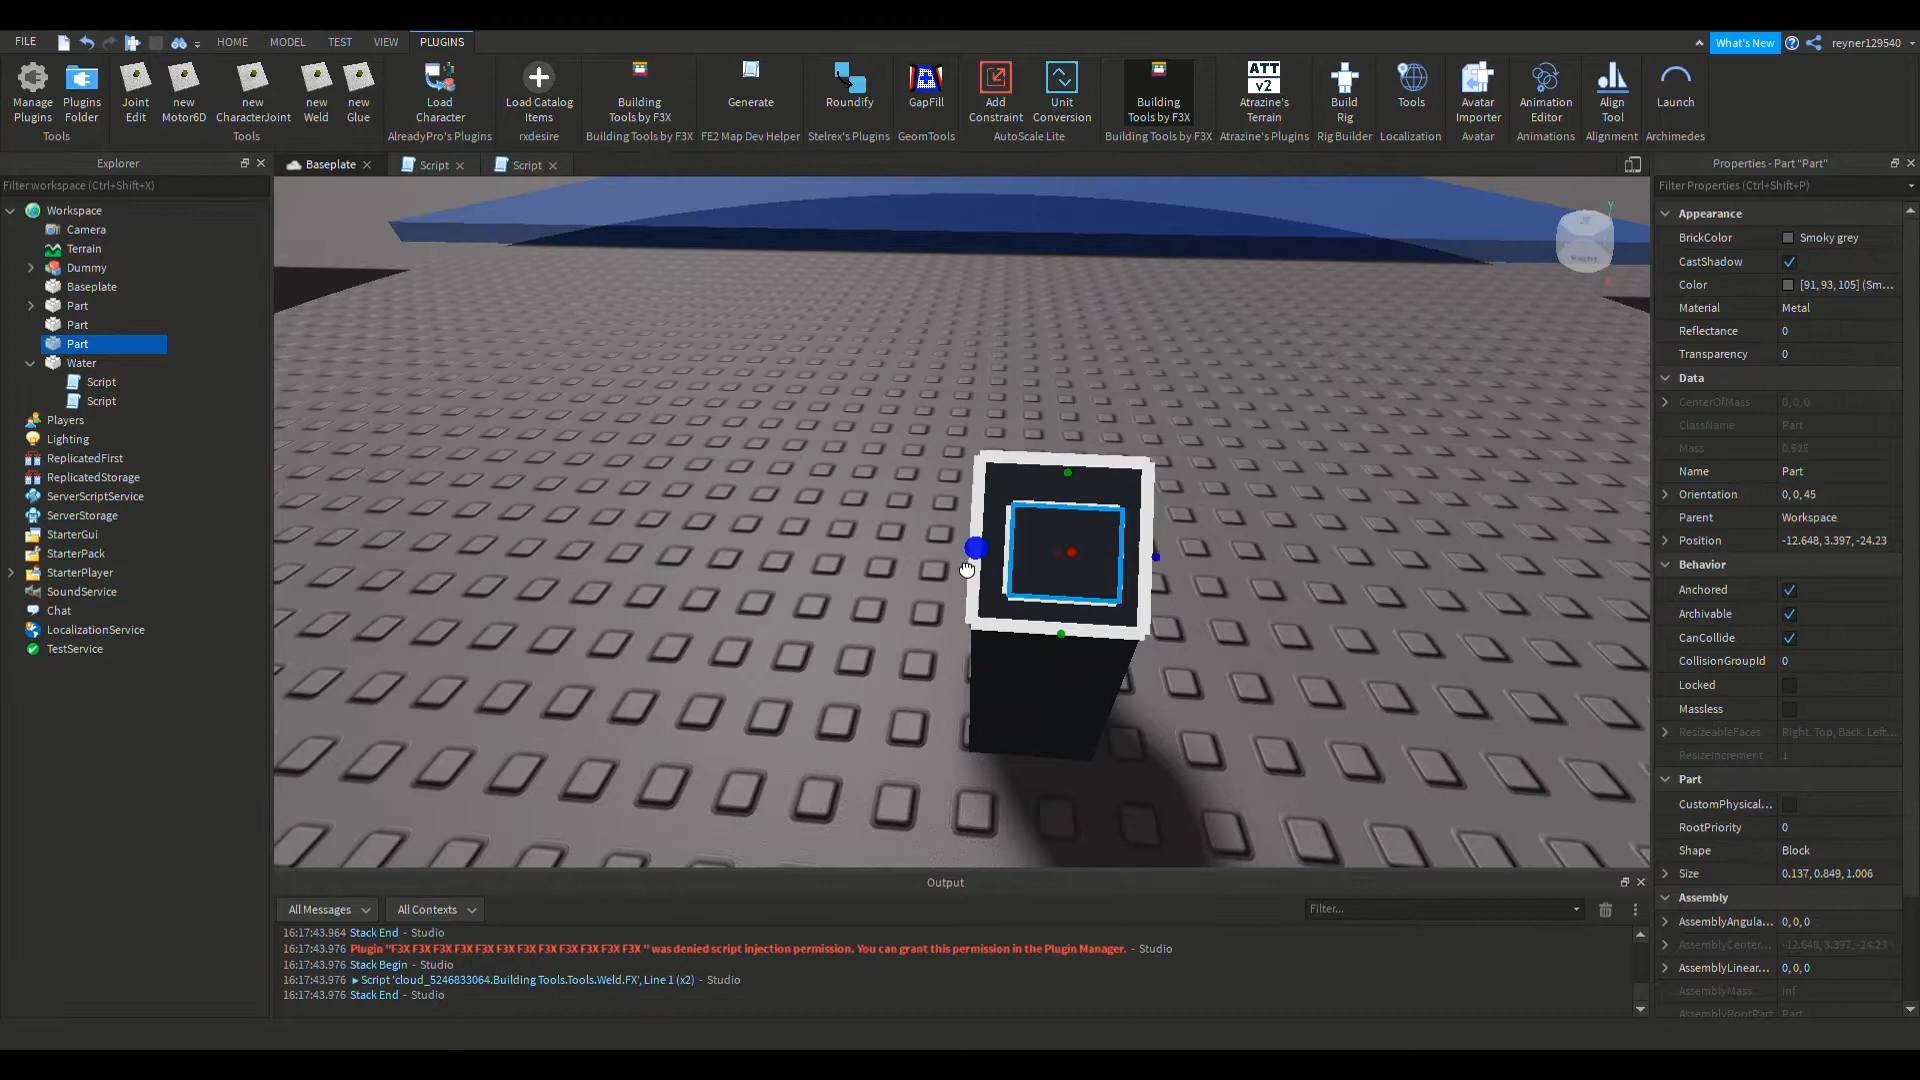 FILE HOME MODEL TEST VIEW PLUGINS What's New reyner129540
Manage Plugins
Plugins Folder
Joint Edit
new Motor6D
new CharacterJoint
new Weld
new Glue
Load Character
Load Catalog Items
Building Tools by F3X
Generate
Roundify
GapFill
Add Constraint
Unit Conversion
Building Tools by F3X
ATT v2
Atrazine's Terrain
Build Rig
Tools
Avatar Importer
Animation Editor
Align Tool
Launch
Tools Tools AlreadyPro's Plugins rxdesire Building Tools by F3X FE2 Map Dev Helper Stelrex's Plugins GeomTools AutoScale Lite Building Tools by F3X Atrazine's Plugins Rig Builder Localization Avatar Animations Alignment Archimedes
Explorer
Filter workspace (Ctrl+Shift+X)
Workspace
Camera
Terrain
Dummy
Baseplate
Part
Part
Part
Water
Script
Script
Players
Lighting
ReplicatedFirst
ReplicatedStorage
ServerScriptService
ServerStorage
StarterGui
StarterPack
StarterPlayer
SoundService
Chat
LocalizationService
TestService
Baseplate Script Script
Y
Right
Output
All Messages All Contexts Filter...
16:17:43.964 Stack End - Studio
16:17:43.976 Plugin "F3X F3X F3X F3X F3X F3X F3X F3X F3X F3X F3X F3X " was denied script injection permission. You can grant this permission in the Plugin Manager. - Studio
16:17:43.976 Stack Begin - Studio
16:17:43.976 ▸Script 'cloud_5246833064.Building Tools.Tools.Weld.FX', Line 1 (x2) - Studio
16:17:43.976 Stack End - Studio
Properties - Part "Part"
Filter Properties (Ctrl+Shift+P)
Appearance
BrickColor Smoky grey
CastShadow
Color [91, 93, 105] (Sm...
Material Metal
Reflectance 0
Transparency 0
Data
CenterOfMass 0, 0, 0
ClassName Part
Mass
Name Part
Orientation 0, 0, 45
Parent Workspace
Position -12.648, 3.397, -24.23
Behavior
Anchored
Archivable
CanCollide
CollisionGroupId 0
Locked
Massless
ResizeableFaces Right, Top, Back, Left...
ResizeIncrement 1
Part
CustomPhysical...
RootPriority 0
Shape Block
Size 0.137, 0.849, 1.006
Assembly
AssemblyAngula... 0, 0, 0
AssemblyCenter... -12.648, 3.397, -24.23
AssemblyLinear... 0, 0, 0
AssemblyMass inf
AssemblyRootPart Part